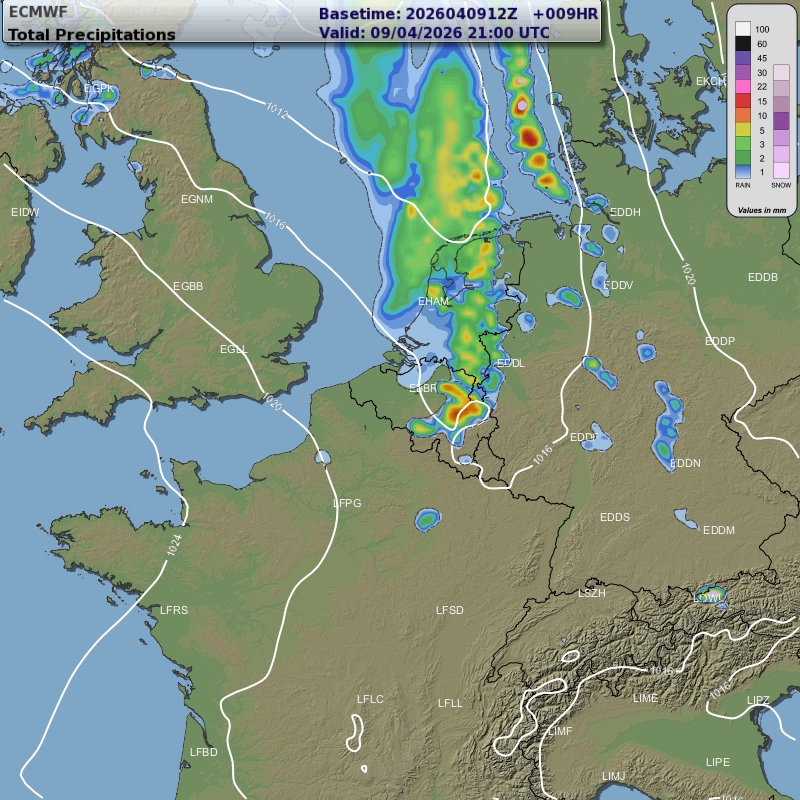 ECMWF
Basetime: 2026040912Z +009HR
Total Precipitations
Valid: 09/04/2026 21:00 UTC
100
60
45
30
22
15
10
5
3
2
1
RAIN
SNOW
Values in mm
EKCH
EGPK
1012
0
EGNM
EIDW
1016
EDDH
EGBB
1020
EDDB
EDDV
EHAM
EGLL
EDDP
EDDL
EBBR
1020
EDDF
1016
EDDN
LFPG
EDDS
EDDM
1024
LSZH
LOWI
LFRS
LFSD
1016
LFLC
LFLL
LIME
1016
LIPZ
LIMF
LFBD
LIPE
LIMJ
1016